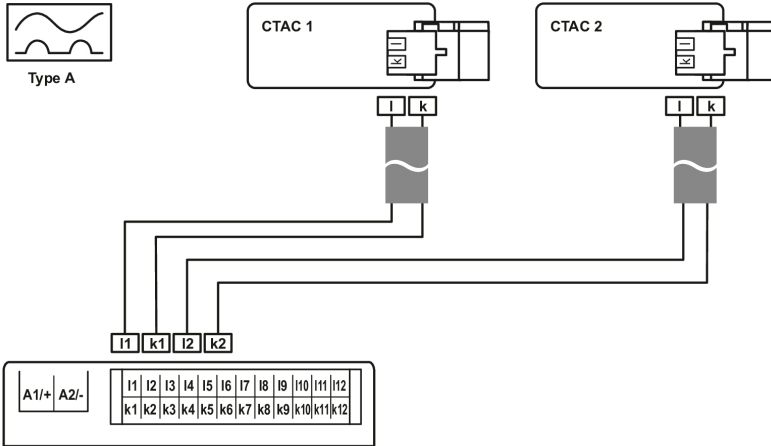 CTAC 1
l
k
CTAC 2
l
k
Type A
l k
l k
l1 k1 l2 k2
A1/+ A2/-
l1 l2 l3 l4 l5 l6 l7 l8 l9 l10 l11 l12
k1 k2 k3 k4 k5 k6 k7 k8 k9 k10 k11 k12